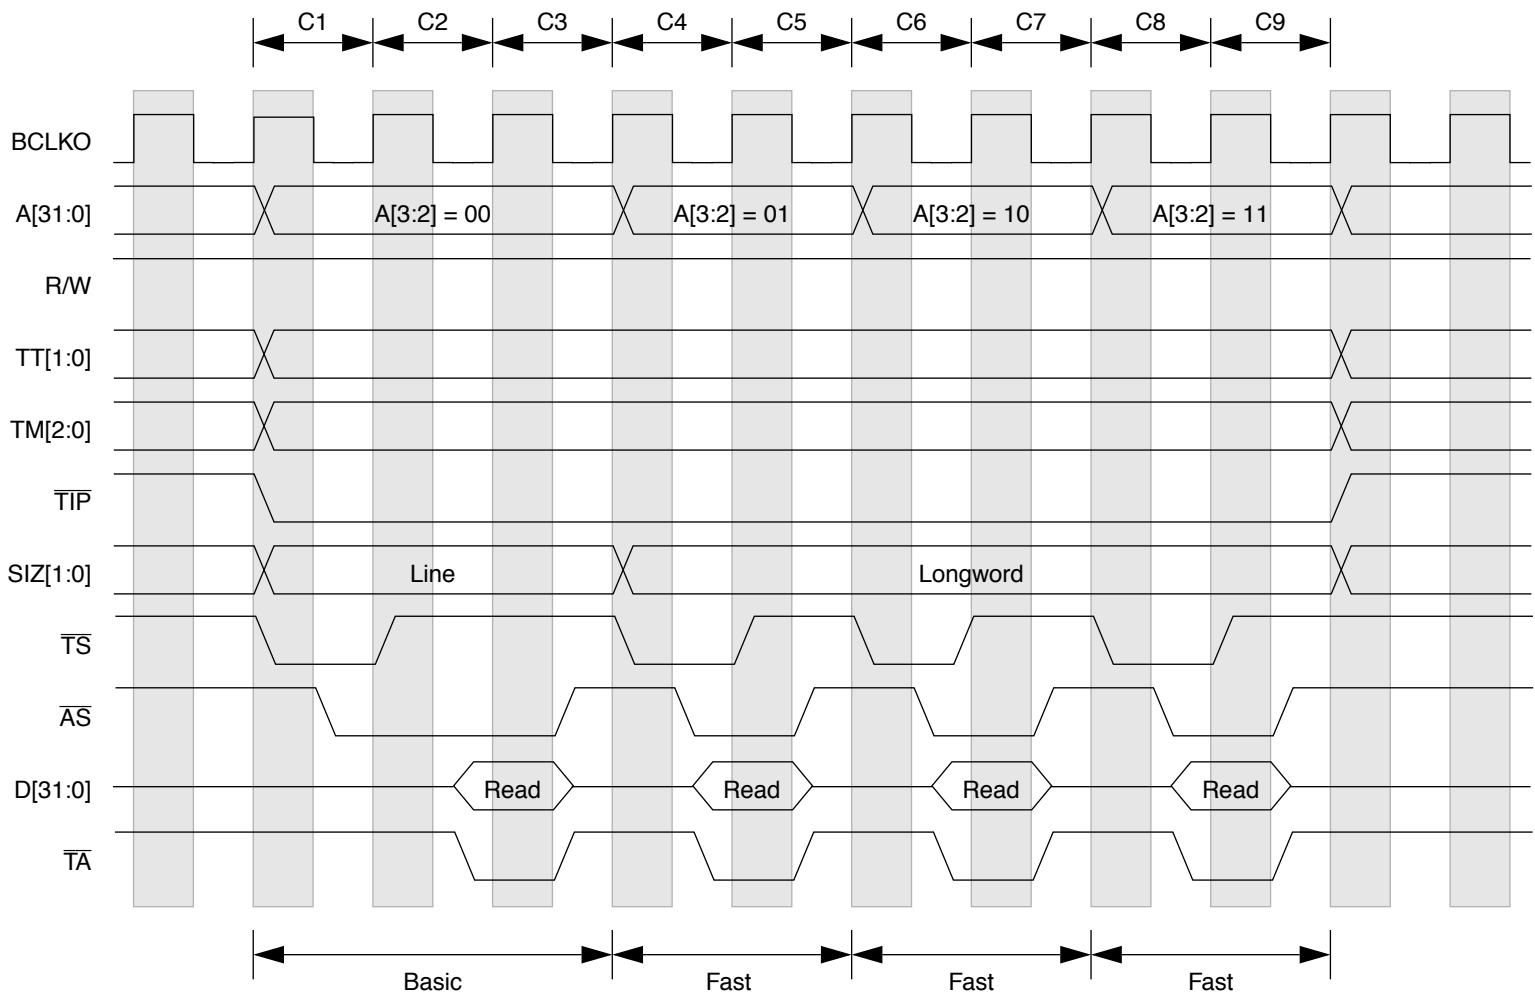 C1 C2 C3 C4 C5 C6 C7 C8 C9
BCLKO
A[31:0] A[3:2] = 00 A[3:2] = 01 A[3:2] = 10 A[3:2] = 11
R/W
TT[1:0]
TM[2:0]
TIP
SIZ[1:0] Line Longword
TS
AS
D[31:0] Read Read Read Read
TA
Basic Fast Fast Fast